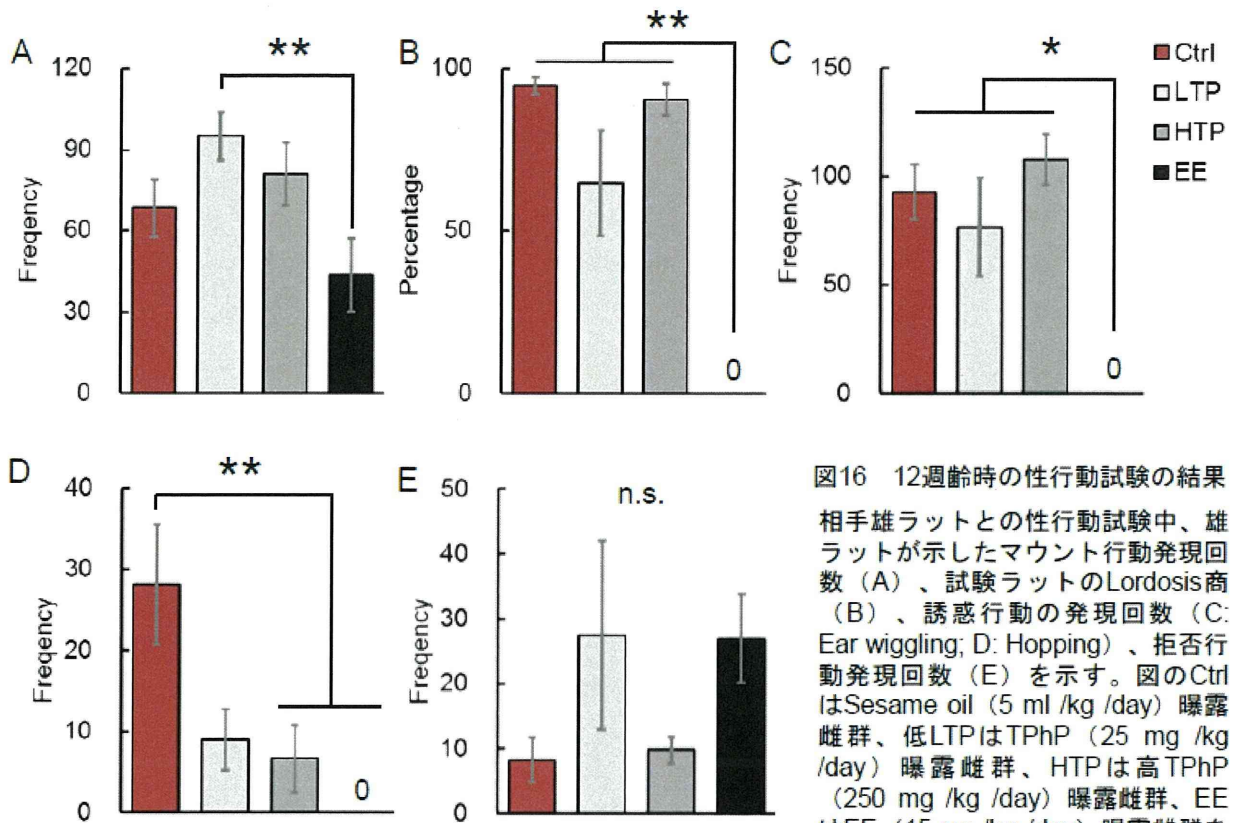 A
**
120
90
60
30
0
Freqency
B
**
100
50
0
Percentage
0
C
*
150
100
50
0
Freqency
0
Ctrl
LTP
HTP
EE
D
**
40
30
20
10
0
Freqency
0
E
n.s.
50
40
30
20
10
0
Freqency
図16 12週齢時の性行動試験の結果
相手雄ラットとの性行動試験中、雄
ラットが示したマウント行動発現回
数（A）、試験ラットのLordosis商
（B）、誘惑行動の発現回数（C:
Ear wiggling; D: Hopping）、拒否行
動発現回数（E）を示す。図のCtrl
はSesame oil（5 ml /kg /day）曝露
雌群、低LTPはTPhP（25 mg /kg
/day）曝露雌群、HTPは高TPhP
（250 mg /kg /day）曝露雌群、EE